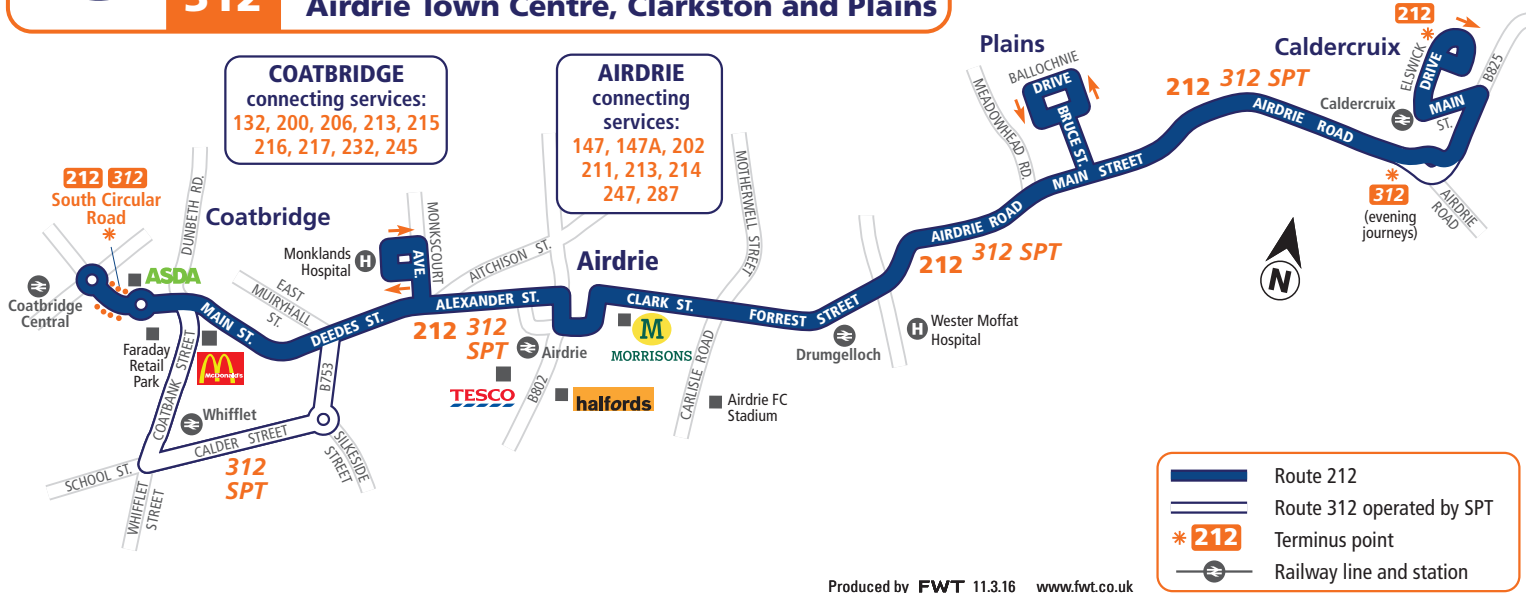 312
Airdrie Town Centre, Clarkston and Plains
COATBRIDGE
connecting services:
132, 200, 206, 213, 215
216, 217, 232, 245
AIRDRIE
connecting
services:
147, 147A, 202
211, 213, 214
247, 287
Plains
BALLOCHNIE
DRIVE
BRUCE ST.
MEADOWHEAD RD.
MAIN STREET
212 312 SPT
Caldercruix
212
ELSWICK
DRIVE
B825
Caldercruix
MAIN
ST.
AIRDRIE ROAD
312
(evening
journeys)
AIRDRIE
ROAD
N
212 312
South Circular
Road
Coatbridge
DUNBETH RD.
ASDA
Coatbridge
Central
Monklands
Hospital
H
AVE.
MONKSCOURT
AITCHISON ST.
Airdrie
MOTHERWELL STREET
AIRDRIE ROAD
212 312 SPT
EAST
MUIRYHALL
ST.
MAIN ST.
DEEDES ST.
ALEXANDER ST.
CLARK ST.
FORREST STREET
212 312
SPT
Airdrie
M
MORRISONS
Drumgelloch
H
Wester Moffat
Hospital
Faraday
Retail
Park
COATBANK STREET
M
McDonald's
B753
TESCO
B802
halfords
CARLISLE ROAD
Airdrie FC
Stadium
Whifflet
CALDER STREET
SILKESIDE
STREET
SCHOOL ST.
WHIFFLET
STREET
312
SPT
Route 212
Route 312 operated by SPT
212 Terminus point
Railway line and station
Produced by FWT 11.3.16 www.fwt.co.uk